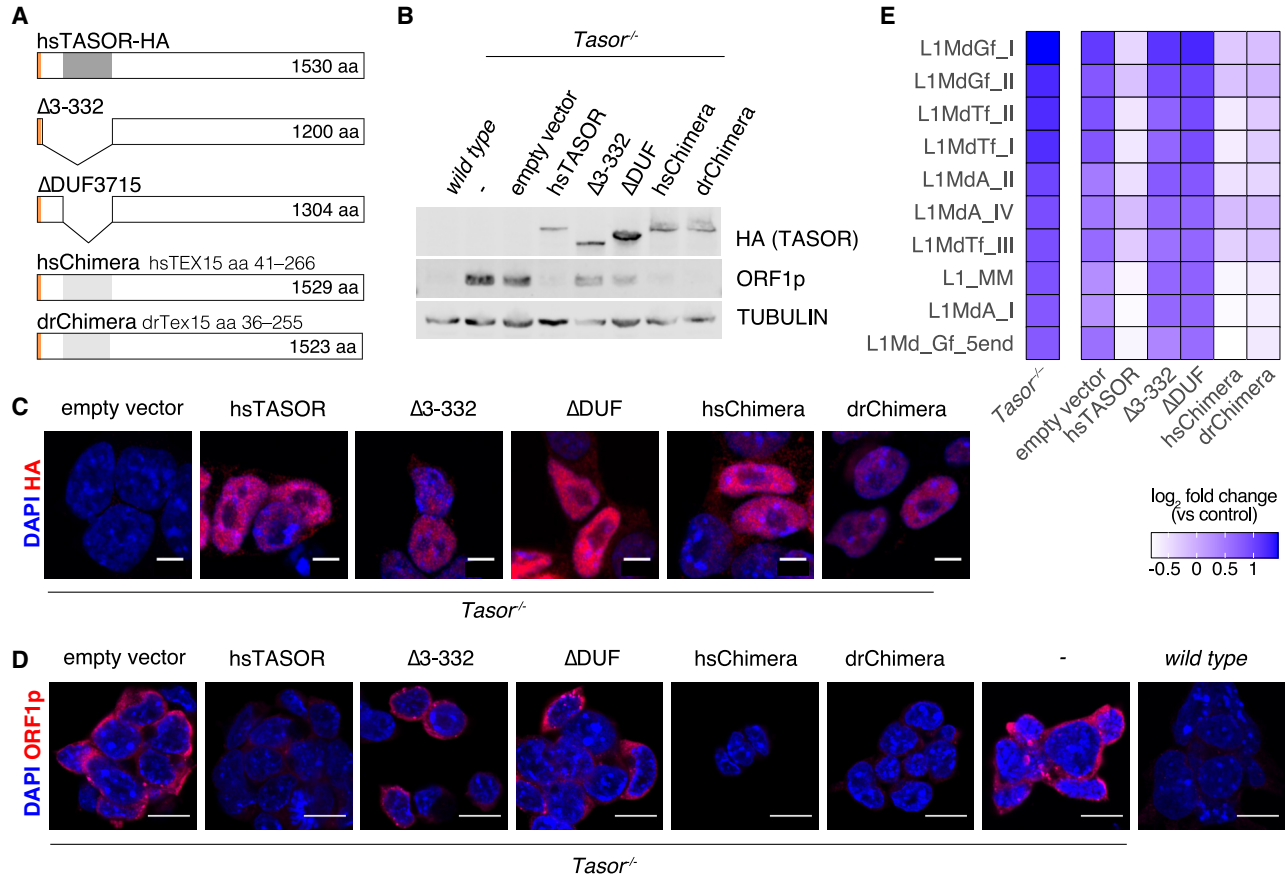 A
hsTASOR-HA
1530 aa
Δ3-332
1200 aa
ΔDUF3715
1304 aa
hsChimera hsTEX15 aa 41–266
1529 aa
drChimera drTex15 aa 36–255
1523 aa
B
Tasor-/-
wild type
-
empty vector
hsTASOR
Δ3-332
ΔDUF
hsChimera
drChimera
HA (TASOR)
ORF1p
TUBULIN
E
L1MdGf_I
L1MdGf_II
L1MdTf_II
L1MdTf_I
L1MdA_II
L1MdA_IV
L1MdTf_III
L1_MM
L1MdA_I
L1Md_Gf_5end
Tasor-/-
empty vector
hsTASOR
Δ3-332
ΔDUF
hsChimera
drChimera
log2 fold change
(vs control)
-0.5 0 0.5 1
C
empty vector hsTASOR Δ3-332 ΔDUF hsChimera drChimera
DAPI HA
Tasor-/-
D
empty vector hsTASOR Δ3-332 ΔDUF hsChimera drChimera - wild type
DAPI ORF1p
Tasor-/-